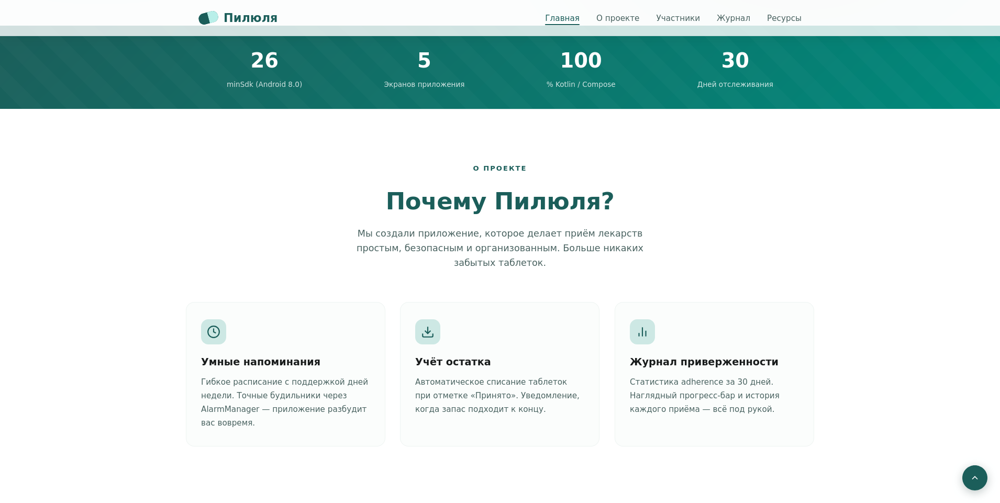 Пилюля
Главная О проекте Участники Журнал Ресурсы
26 5 100 30
minSdk (Android 8.0) Экранов приложения % Kotlin / Compose Дней отслеживания
О ПРОЕКТЕ
Почему Пилюля?
Мы создали приложение, которое делает приём лекарств
простым, безопасным и организованным. Больше никаких
забытых таблеток.
Умные напоминания
Гибкое расписание с поддержкой дней
недели. Точные будильники через
AlarmManager — приложение разбудит
вас вовремя.
Учёт остатка
Автоматическое списание таблеток
при отметке «Принято». Уведомление,
когда запас подходит к концу.
Журнал приверженности
Статистика adherence за 30 дней.
Наглядный прогресс-бар и история
каждого приёма — всё под рукой.